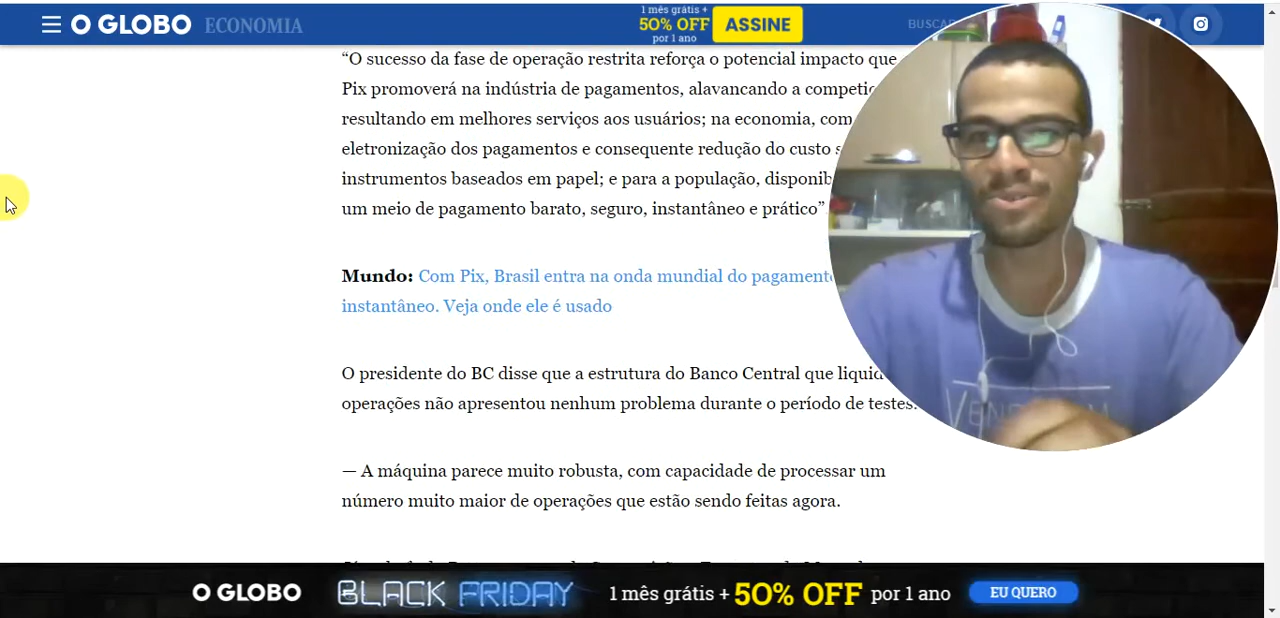 O GLOBO ECONOMIA
1 mês grátis +
50% OFF
por 1 ano
ASSINE
BUSCAR
“O sucesso da fase de operação restrita reforça o potencial impacto que
Pix promoverá na indústria de pagamentos, alavancando a
resultando em melhores serviços aos usuários; na economia, com
eletronização dos pagamentos e consequente redução do custo
instrumentos baseados em papel; e para a população,
um meio de pagamento barato, seguro, instantâneo e prático”
Mundo: Com Pix, Brasil entra na onda mundial do
instantâneo. Veja onde ele é usado
O presidente do BC disse que a estrutura do Banco Central que
operações não apresentou nenhum problema durante o período de testes.
— A máquina parece muito robusta, com capacidade de processar um
número muito maior de operações que estão sendo feitas agora.
O GLOBO BLACK FRIDAY 1 mês grátis + 50% OFF por 1 ano EU QUERO